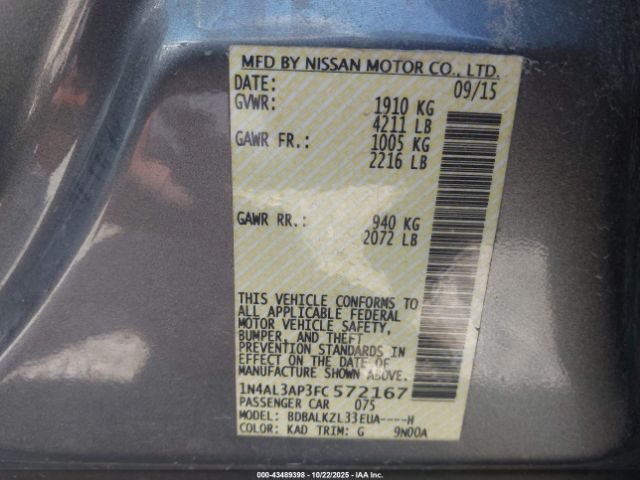 MFD BY NISSAN MOTOR CO., LTD.
DATE: 09/15
GVWR: 1910 KG
4211 LB
GAWR FR.: 1005 KG
2216 LB
GAWR RR.: 940 KG
2072 LB
THIS VEHICLE CONFORMS TO
ALL APPLICABLE FEDERAL
MOTOR VEHICLE SAFETY,
BUMPER, AND THEFT
PREVENTION STANDARDS IN
EFFECT ON THE DATE OF
MANUFACTURE SHOWN ABOVE.
1N4AL3AP3FC572167
PASSENGER CAR 075
MODEL: BDBALKZL33EUA----H
COLOR: KAD TRIM: G 9N00A
000-43489398 - 10/22/2025 - IAAI.COM